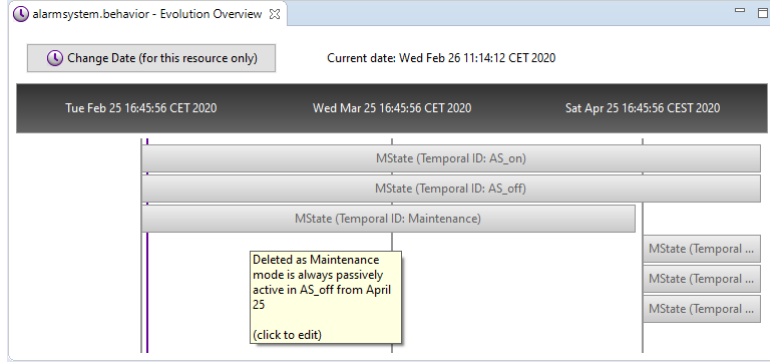 alarmsystem.behavior - Evolution Overview
Change Date (for this resource only)
Current date: Wed Feb 26 11:14:12 CET 2020
Tue Feb 25 16:45:56 CET 2020
Wed Mar 25 16:45:56 CET 2020
Sat Apr 25 16:45:56 CEST 2020
MState (Temporal ID: AS_on)
MState (Temporal ID: AS_off)
MState (Temporal ID: Maintenance)
Deleted as Maintenance
mode is always passively
active in AS_off from April
25
(click to edit)
MState (Temporal ...
MState (Temporal ...
MState (Temporal ...